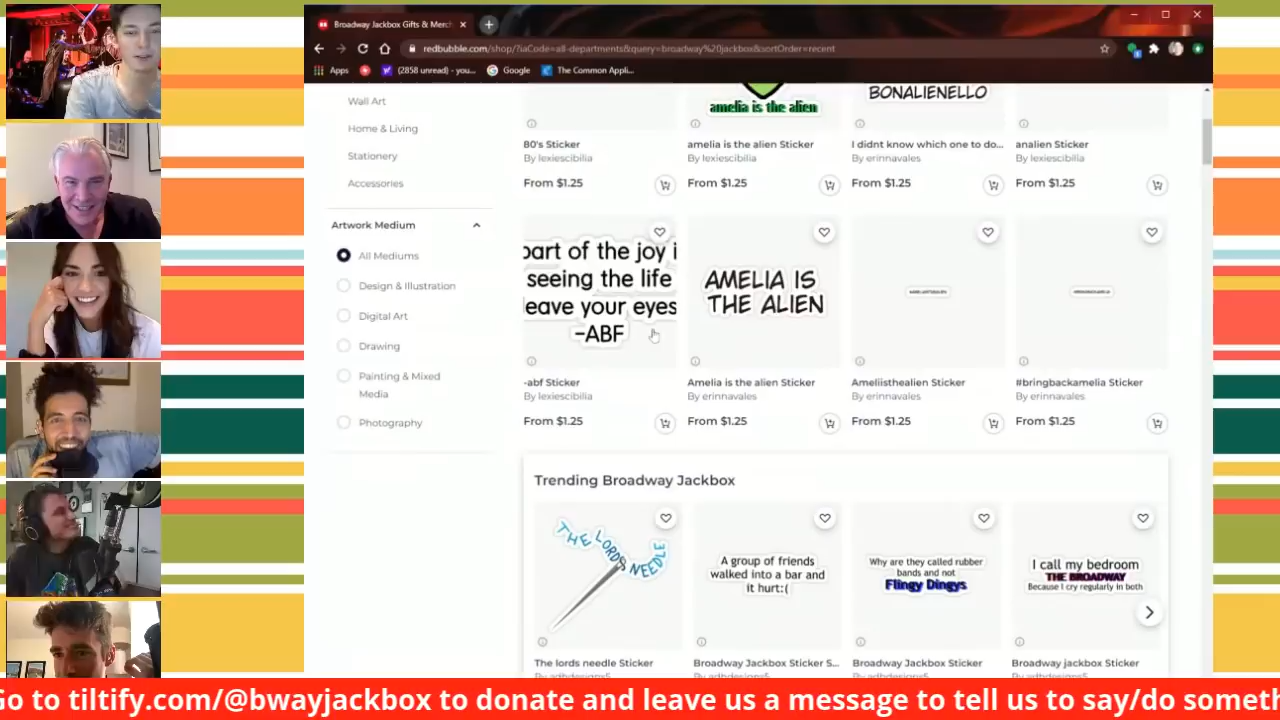 Broadway Jackbox Gifts & Merch
redbubble.com/shop/?iaCode=all-departments&query=broadway%20jackbox&sortOrder=recent
Apps
(2858 unread) - you...
Google
The Common Appli...
Wall Art
Home & Living
Stationery
Accessories
Artwork Medium
All Mediums
Design & Illustration
Digital Art
Drawing
Painting & Mixed
Media
Photography
amelia is the alien
BONALIENELLO
80's Sticker
By lexiescibilia
From $1.25
amelia is the alien Sticker
By lexiescibilia
From $1.25
I didnt know which one to do...
By erinnavales
From $1.25
analien Sticker
By lexiescibilia
From $1.25
part of the joy i
seeing the life
leave your eyes
-ABF
AMELIA IS
THE ALIEN
-abf Sticker
By lexiescibilia
From $1.25
Amelia is the alien Sticker
By erinnavales
From $1.25
Ameliisthealien Sticker
By erinnavales
From $1.25
#bringbackamelia Sticker
By erinnavales
From $1.25
Trending Broadway Jackbox
THE LORDS NEEDLE
A group of friends
walked into a bar and
it hurt:(
Why are they called rubber
bands and not
Flingy Dingys
I call my bedroom
THE BROADWAY
Because I cry regularly in both
The lords needle Sticker
By adhdesigns5
Broadway Jackbox Sticker S...
By adhdesigns5
Broadway Jackbox Sticker
By adhdesigns5
Broadway jackbox Sticker
By adhdesigns5
Go to tiltify.com/@bwayjackbox to donate and leave us a message to tell us to say/do someth